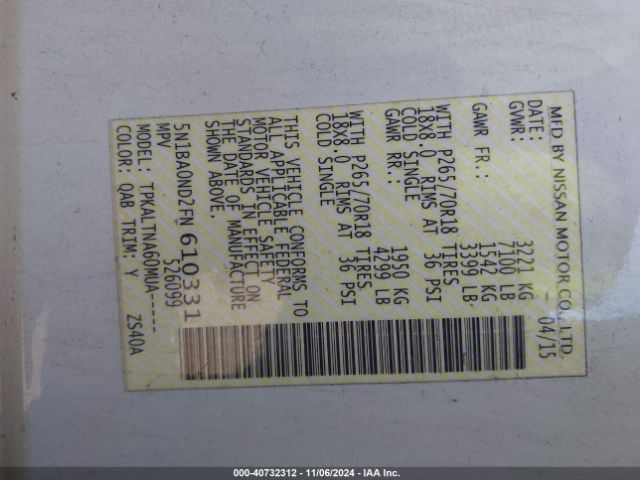 MFD BY NISSAN MOTOR CO., LTD.
DATE: 04/15
GVWR: 3221 KG
7100 LB
GAWR FR.: 1542 KG
3399 LB.
WITH P265/70R18 TIRES
18X8.0 RIMS AT 36 PSI
COLD SINGLE
GAWR RR.: 1950 KG
4299 LB
WITH P265/70R18 TIRES
18X8.0 RIMS AT 36 PSI
COLD SINGLE
THIS VEHICLE CONFORMS TO
ALL APPLICABLE FEDERAL
MOTOR VEHICLE SAFETY
STANDARDS IN EFFECT ON
THE DATE OF MANUFACTURE
SHOWN ABOVE.
5N1BA0ND2FN610331
MPV 526099
MODEL: TPKALTNA60MUA-----
COLOR: QAB TRIM: Y ZS40A
000-40732312 - 11/06/2024 - IAA Inc.